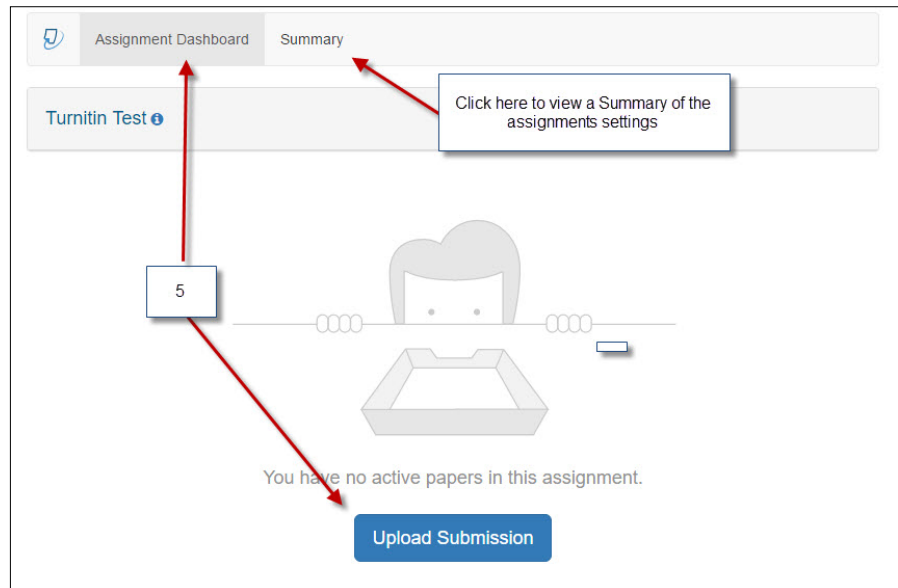 Assignment Dashboard Summary
Click here to view a Summary of the
assignments settings
Turnitin Test
5
You have no active papers in this assignment.
Upload Submission